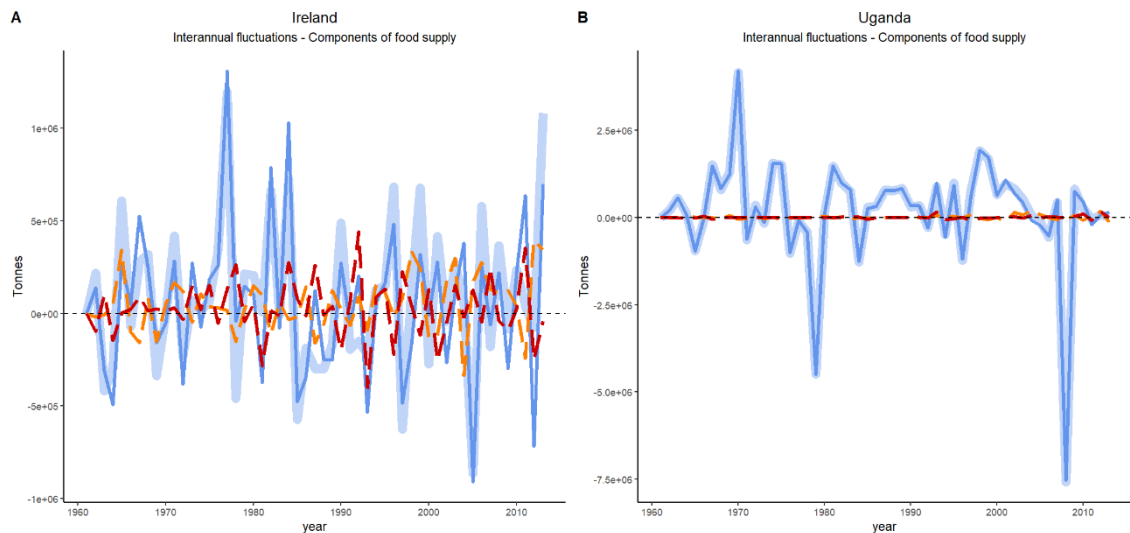 A
Ireland
Interannual fluctuations - Components of food supply
1e+06
5e+05
0e+00
-5e+05
-1e+06
Tonnes
1960
1970
1980
1990
2000
2010
year
B
Uganda
Interannual fluctuations - Components of food supply
2.5e+06
0.0e+00
-2.5e+06
-5.0e+06
-7.5e+06
Tonnes
1960
1970
1980
1990
2000
2010
year